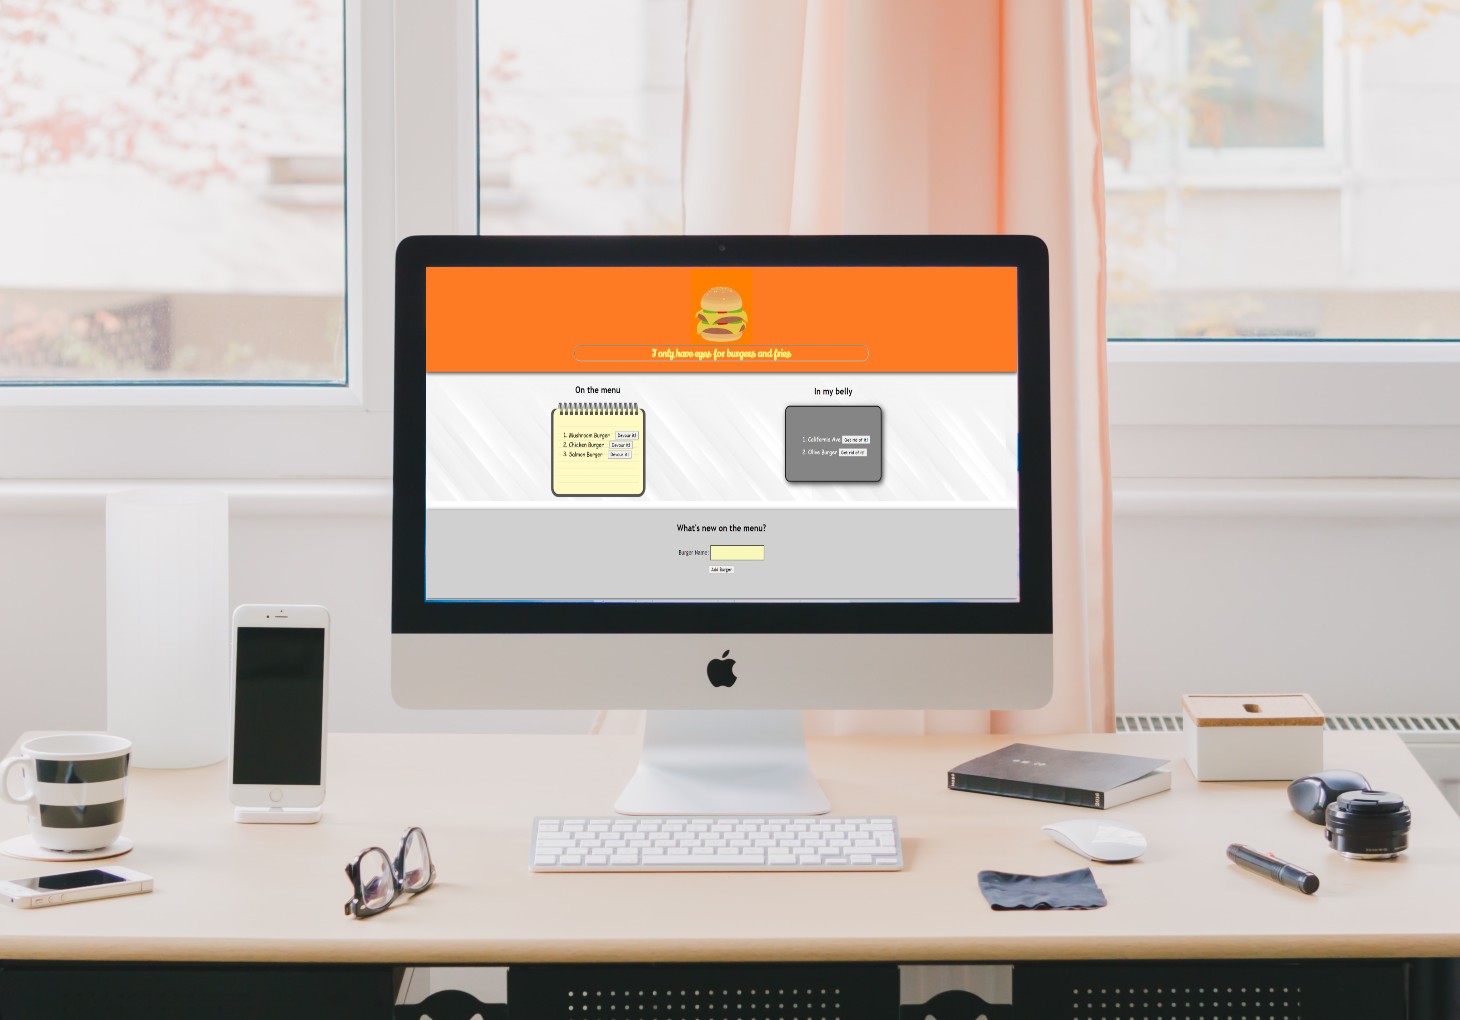 I only have eyes for burgers and fries
On the menu
1. Mushroom Burger Devour it!
2. Chicken Burger Devour it!
3. Salmon Burger Devour it!
In my belly
1. California Ave Get rid of it!
2. Olive Burger Get rid of it!
What's new on the menu?
Burger Name:
Add Burger